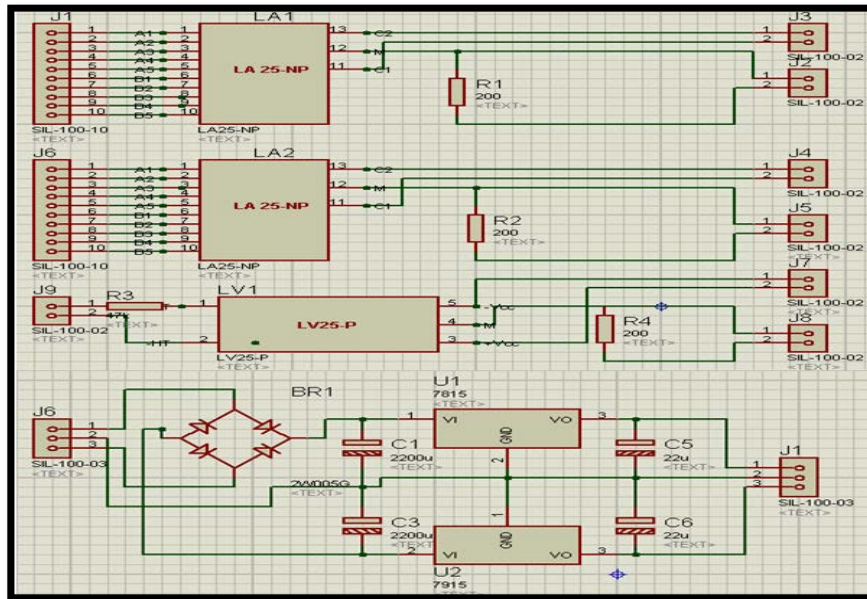 J1 LA1 J3
1 A1 1 13 C2 1
2 A2 2 2
3 A3 3 12 M
4 A4 4
5 A5 5 LA 25-NP 11 C1 SIL-100-02
6 B1 6 J2
7 B2 7 R1 1
8 B3 8 200 2
9 B4 9 <TEXT>
10 B5 10 SIL-100-02
SIL-100-10 LA25-NP <TEXT>
<TEXT> <TEXT>
J6 LA2 J4
1 A1 1 13 C2 1
2 A2 2 2
3 A3 3 12 M
4 A4 4 SIL-100-02
5 A5 5 LA 25-NP 11 C1 <TEXT>
6 B1 6 J5
7 B2 7 R2 1
8 B3 8 200 2
9 B4 9 <TEXT>
10 B5 10 SIL-100-02
SIL-100-10 LA25-NP <TEXT>
<TEXT> <TEXT>
J7
J9 R3 LV1 1
1 1 5 -Vcc 2
2 47k LV25-P 4 M R4 SIL-100-02
SIL-100-02 <TEXT> 200 J8
<TEXT> -HT 2 3 +Vcc <TEXT> 1
LV25-P 2
<TEXT> SIL-100-02
<TEXT>
U1
BR1 7815
<TEXT>
J6 1 VI VO 3
1 C1 GND C5 J1
2 2200u 2 22u 1
3 <TEXT> <TEXT> 2
SIL-100-03 2W005G 3
<TEXT> <TEXT> SIL-100-03
C3 1 C6 <TEXT>
2200u GND 22u
<TEXT> 2 VI VO 3 <TEXT>
U2
7915
<TEXT>